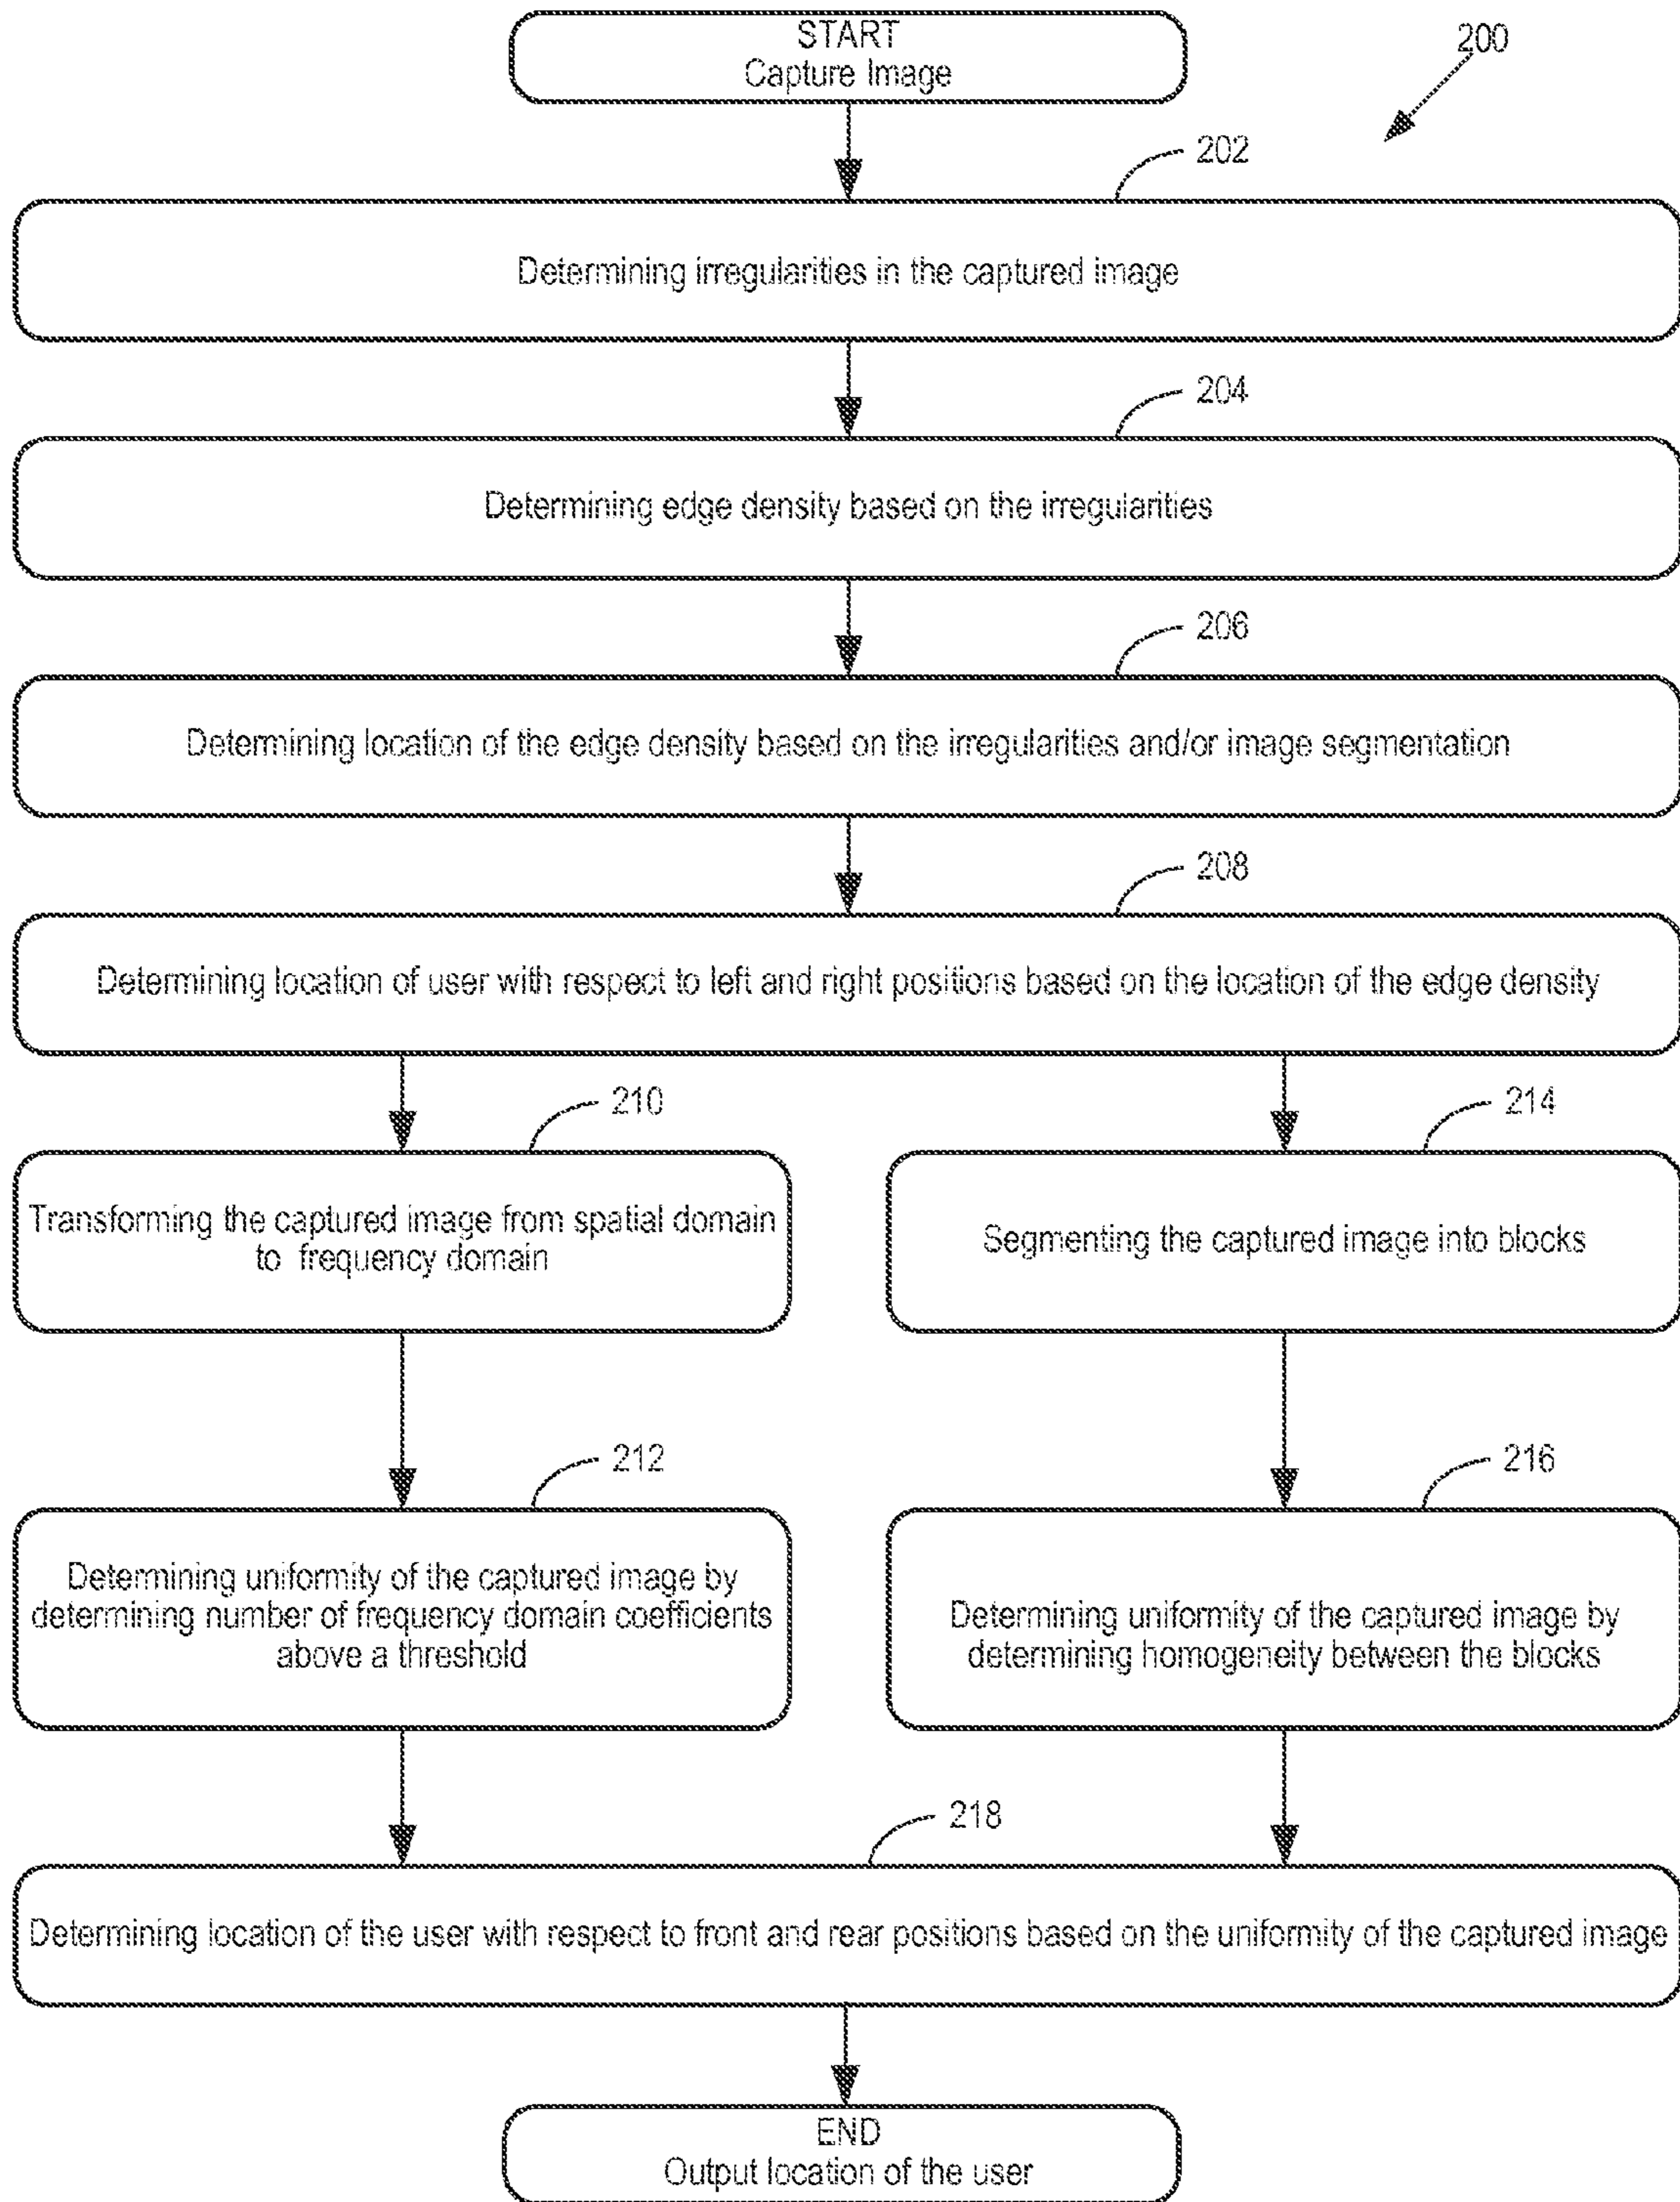 START
Capture Image
200
202
Determining irregularities in the captured image
204
Determining edge density based on the irregularities
206
Determining location of the edge density based on the irregularities and/or image segmentation
208
Determining location of user with respect to left and right positions based on the location of the edge density
210
Transforming the captured image from spatial domain
to frequency domain
214
Segmenting the captured image into blocks
212
Determining uniformity of the captured image by
determining number of frequency domain coefficients
above a threshold
216
Determining uniformity of the captured image by
determining homogeneity between the blocks
218
Determining location of the user with respect to front and rear positions based on the uniformity of the captured image
END
Output location of the user